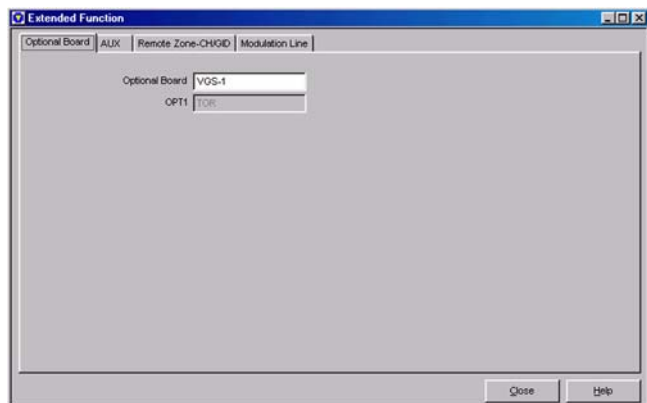 Extended Function
Optional Board AUX Remote Zone-CH/GID Modulation Line
Optional Board VGS-1
OPT1 TOR
Close Help